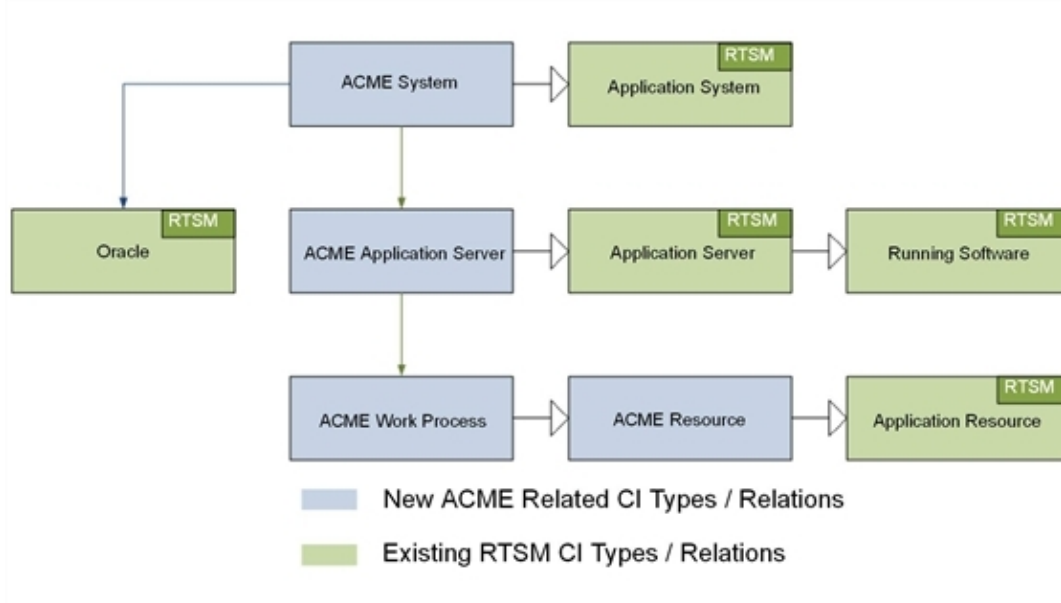 RTSM
ACME System
Application System
RTSM
RTSM
RTSM
Oracle
ACME Application Server
Application Server
Running Software
RTSM
ACME Work Process
ACME Resource
Application Resource
New ACME Related CI Types / Relations
Existing RTSM CI Types / Relations